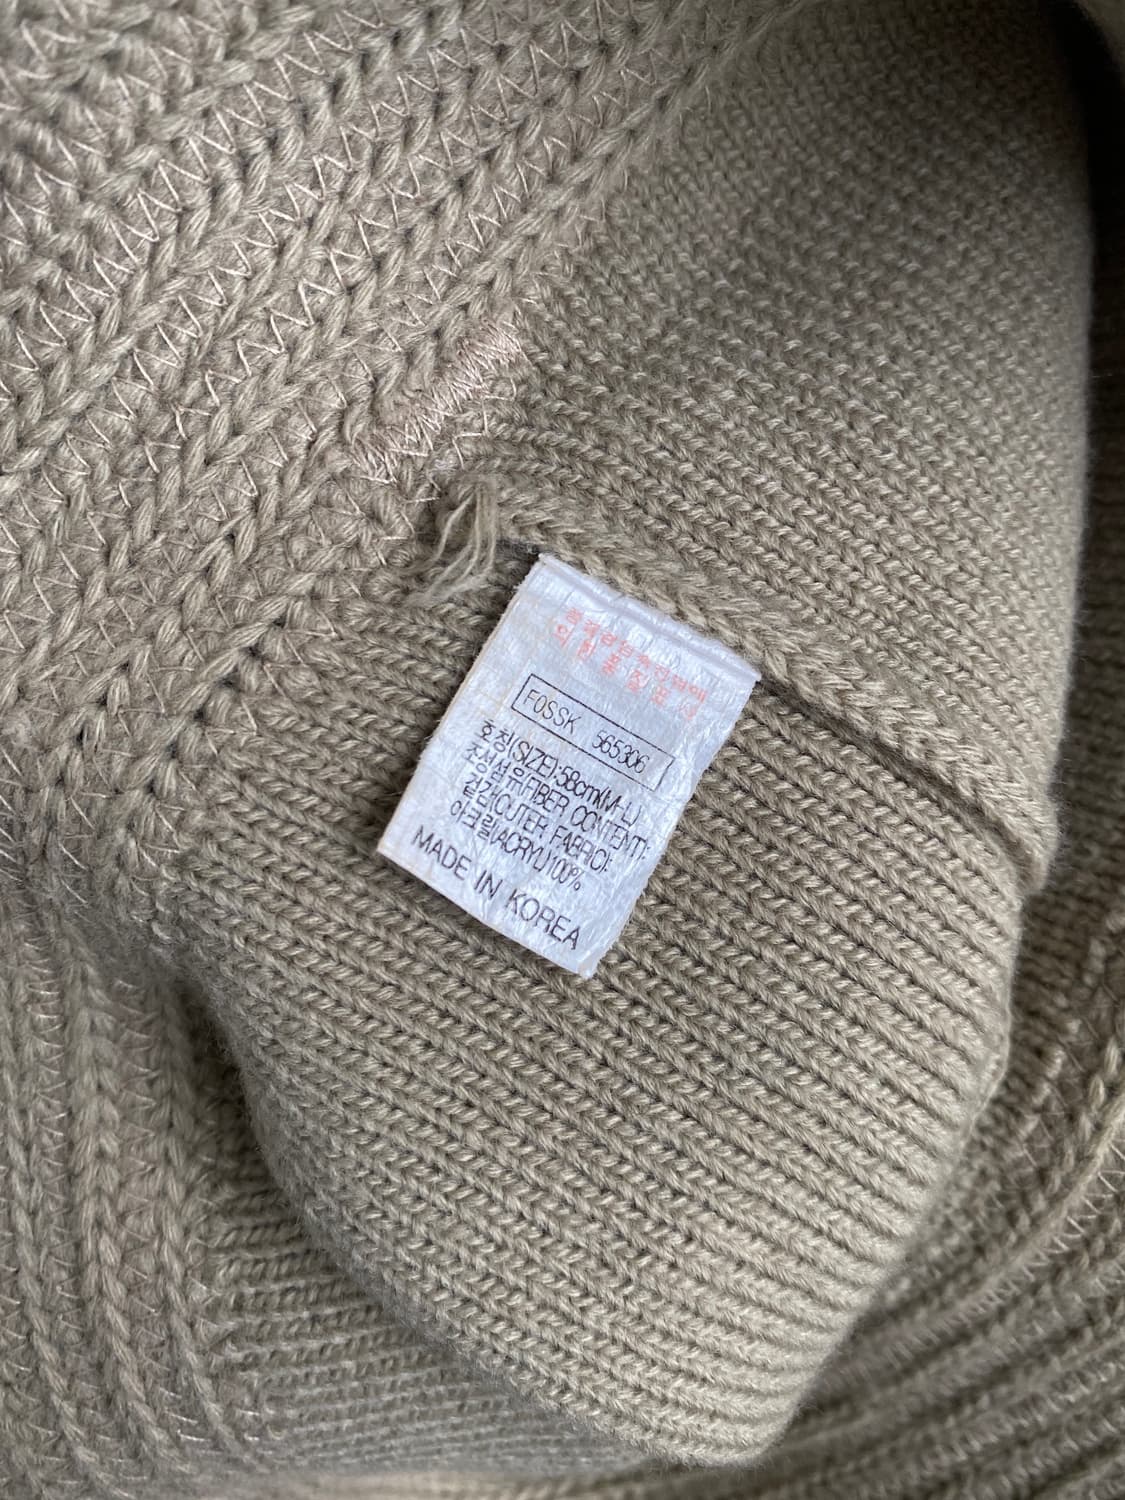 FOSSK 565306
호칭(SIZE):58cm(M-L)
조성섬유(FIBER CONTENT):
겉감(OUTER FABRIC):
아크릴(ACRYL)100%
MADE IN KOREA